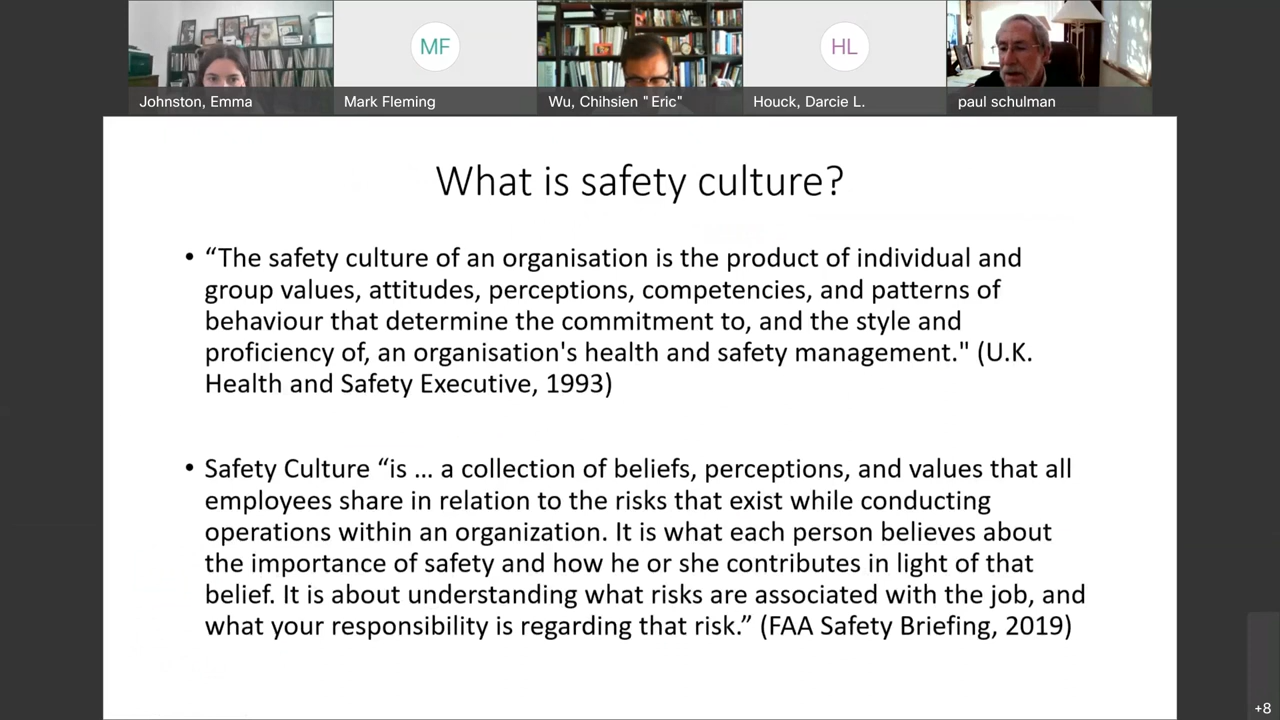 MF
HL
Johnston, Emma
Mark Fleming
Wu, Chihsien "Eric"
Houck, Darcie L.
paul schulman
What is safety culture?
• “The safety culture of an organisation is the product of individual and
group values, attitudes, perceptions, competencies, and patterns of
behaviour that determine the commitment to, and the style and
proficiency of, an organisation's health and safety management." (U.K.
Health and Safety Executive, 1993)
• Safety Culture “is … a collection of beliefs, perceptions, and values that all
employees share in relation to the risks that exist while conducting
operations within an organization. It is what each person believes about
the importance of safety and how he or she contributes in light of that
belief. It is about understanding what risks are associated with the job, and
what your responsibility is regarding that risk.” (FAA Safety Briefing, 2019)
+8